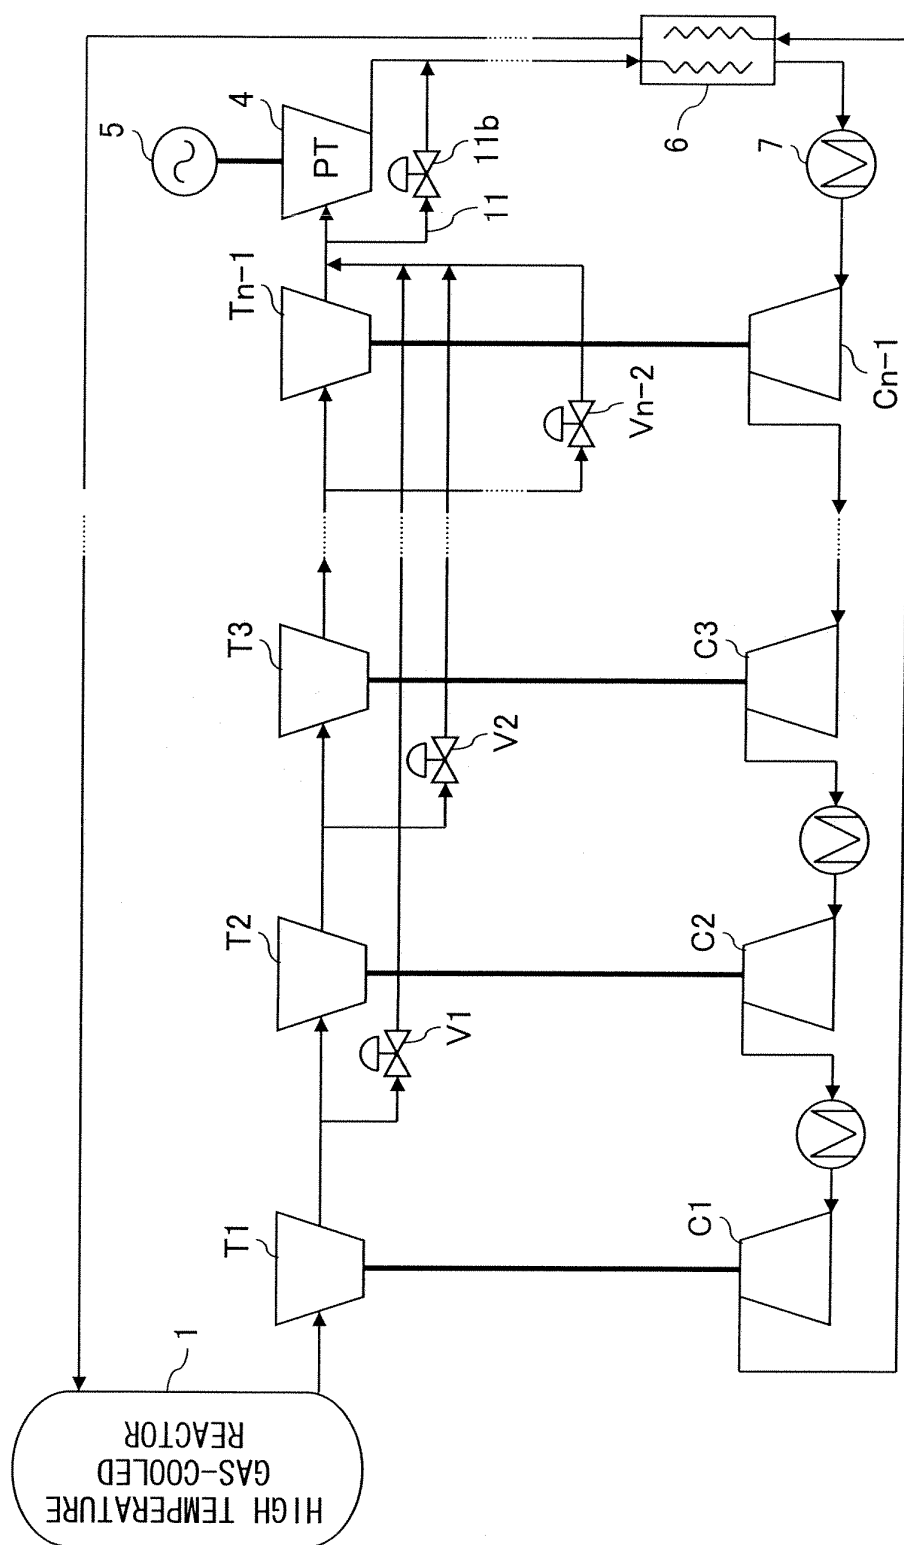 HIGH TEMPERATURE
GAS-COOLED
REACTOR
1
T1
T2
T3
Tn-1
4
5
PT
11b
11
V1
V2
Vn-2
6
7
C1
C2
C3
Cn-1